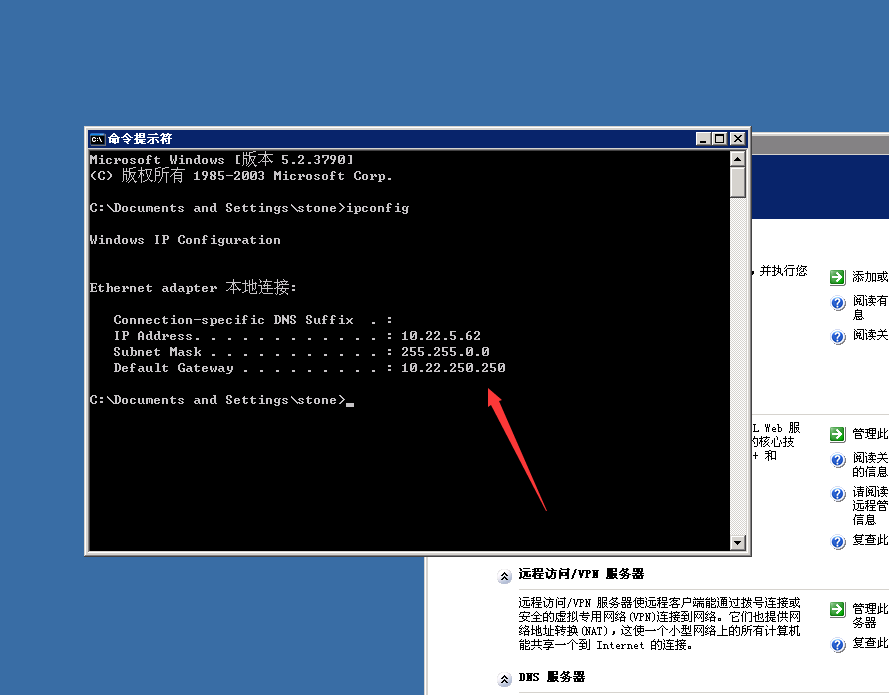 命令提示符
Microsoft Windows [版本 5.2.3790]
(C) 版权所有 1985-2003 Microsoft Corp.
C:\Documents and Settings\stone>ipconfig
Windows IP Configuration
Ethernet adapter 本地连接:
Connection-specific DNS Suffix . :
IP Address. . . . . . . . . . . . : 10.22.5.62
Subnet Mask . . . . . . . . . . . : 255.255.0.0
Default Gateway . . . . . . . . . : 10.22.250.250
C:\Documents and Settings\stone>
，并执行您
添加或
阅读有
息
阅读关
L Web 服
的核心技
+ 和
管理此
阅读关
的信息
请阅读
远程管
信息
复查此
远程访问/VPN 服务器
远程访问/VPN 服务器使远程客户端能通过拨号连接或
安全的虚拟专用网络(VPN)连接到网络。它们也提供网
络地址转换(NAT)，这使一个小型网络上的所有计算机
能共享一个到 Internet 的连接。
管理此
务器
复查此
DNS 服务器